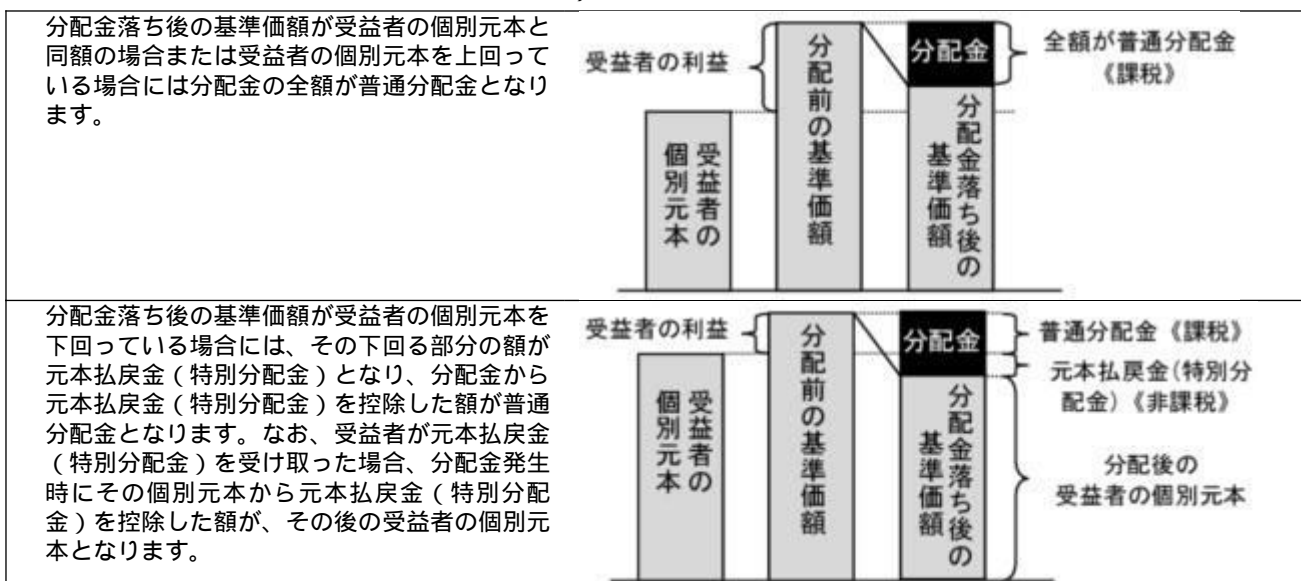 分配金落ち後の基準価額が受益者の個別元本と
同額の場合または受益者の個別元本を上回って
いる場合には分配金の全額が普通分配金となり
ます。
受益者の利益
受益者の
個別元本
分配前の基準価額
分配金
分配金落ち後の
基準価額
全額が普通分配金
《課税》
分配金落ち後の基準価額が受益者の個別元本を
下回っている場合には、その下回る部分の額が
元本払戻金（特別分配金）となり、分配金から
元本払戻金（特別分配金）を控除した額が普通
分配金となります。なお、受益者が元本払戻金
（特別分配金）を受け取った場合、分配金発生
時にその個別元本から元本払戻金（特別分配
金）を控除した額が、その後の受益者の個別元
本となります。
受益者の利益
受益者の
個別元本
分配前の基準価額
分配金
分配金落ち後の
基準価額
普通分配金《課税》
元本払戻金(特別分
配金)《非課税》
分配後の
受益者の個別元本